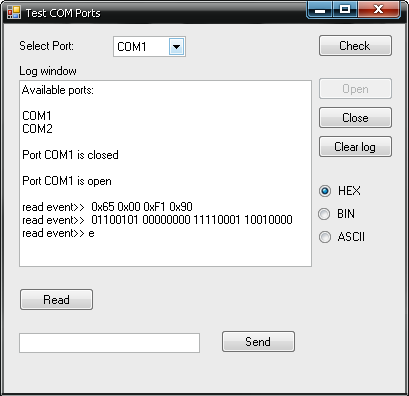 Test COM Ports
Select Port: COM1 Check
Log window
Available ports: Open
COM1
COM2 Close
Port COM1 is closed Clear log
Port COM1 is open
HEX
read event>> 0x65 0x00 0xF1 0x90
BIN
read event>> 01100101 00000000 11110001 10010000
read event>> e
ASCII
Read
Send